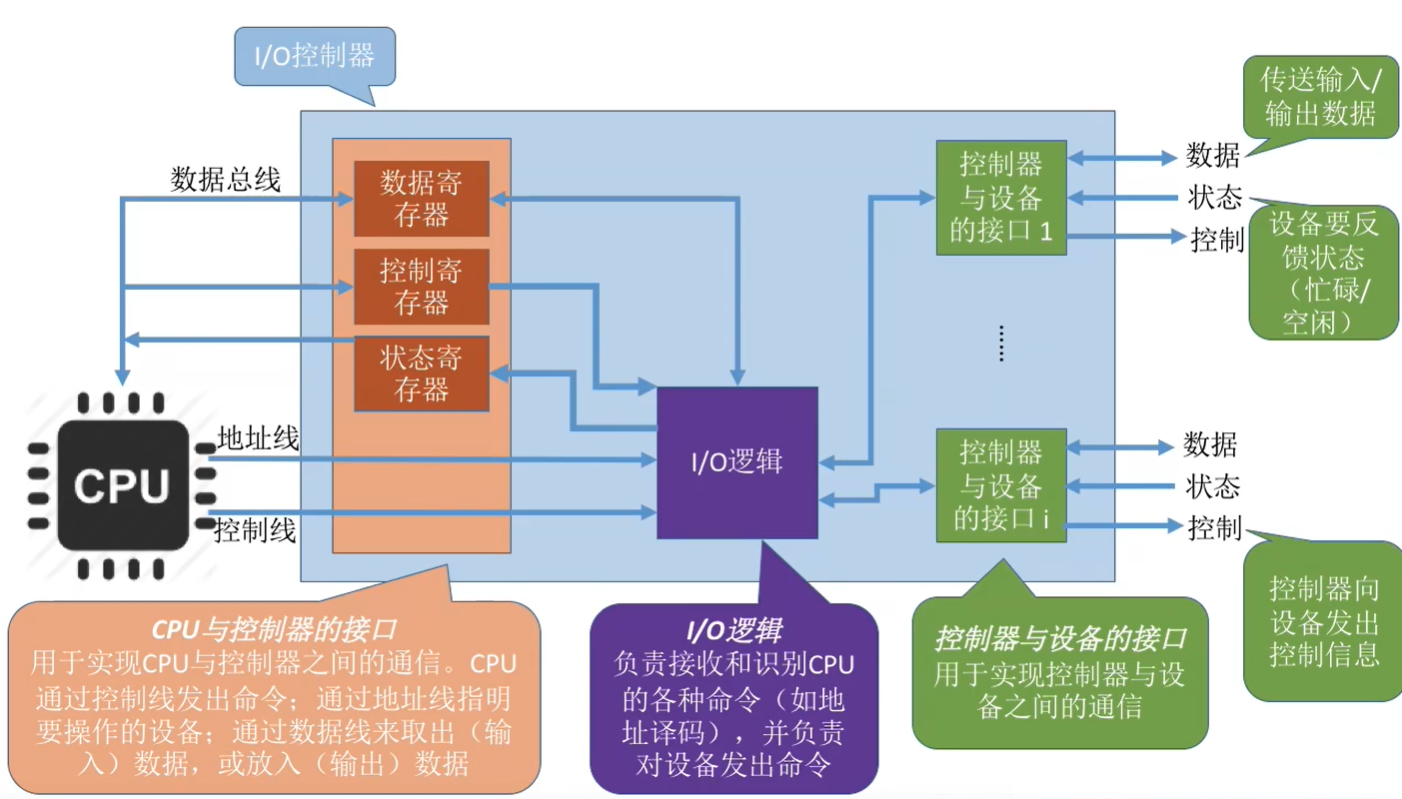 I/O控制器
传送输入/
输出数据
数据总线
数据寄
存器
控制寄
存器
状态寄
存器
控制器
与设备
的接口 1
数据
状态
控制
设备要反
馈状态
（忙碌/
空闲）
......
CPU
地址线
控制线
I/O逻辑
控制器
与设备
的接口 i
数据
状态
控制
CPU与控制器的接口
用于实现CPU与控制器之间的通信。CPU
通过控制线发出命令；通过地址线指明
要操作的设备；通过数据线来取出（输
入）数据，或放入（输出）数据
I/O逻辑
负责接收和识别CPU
的各种命令（如地
址译码），并负责
对设备发出命令
控制器与设备的接口
用于实现控制器与设
备之间的通信
控制器向
设备发出
控制信息